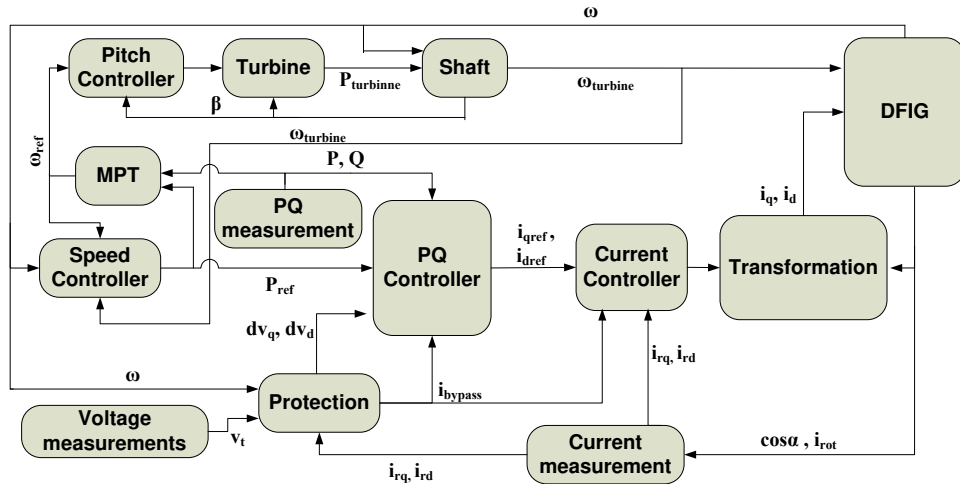 ω
Pitch
Controller
Turbine
P_turbinne
Shaft
ω_turbine
DFIG
β
ω_ref
ω_turbine
MPT
P, Q
PQ
measurement
i_q, i_d
Speed
Controller
P_ref
PQ
Controller
i_qref ,
i_dref
Current
Controller
Transformation
dv_q, dv_d
i_rq, i_rd
ω
i_bypass
Protection
Voltage
measurements
v_t
Current
measurement
cosα , i_rot
i_rq, i_rd